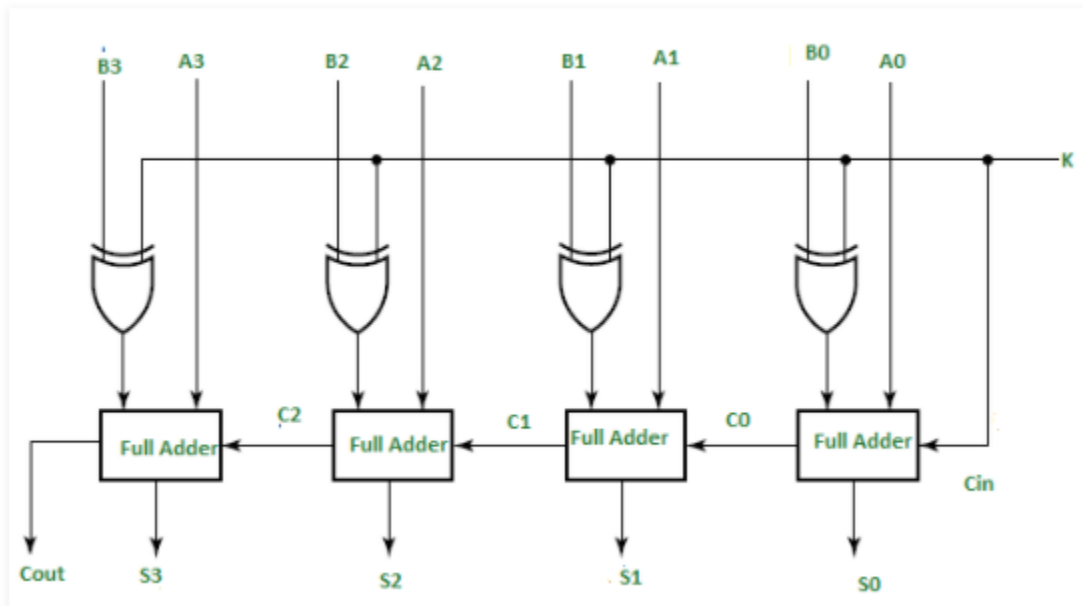 B3 A3 B2 A2 B1 A1 B0 A0
K
C2 C1 C0
Full Adder Full Adder Full Adder Full Adder
Cin
Cout S3 S2 S1 S0